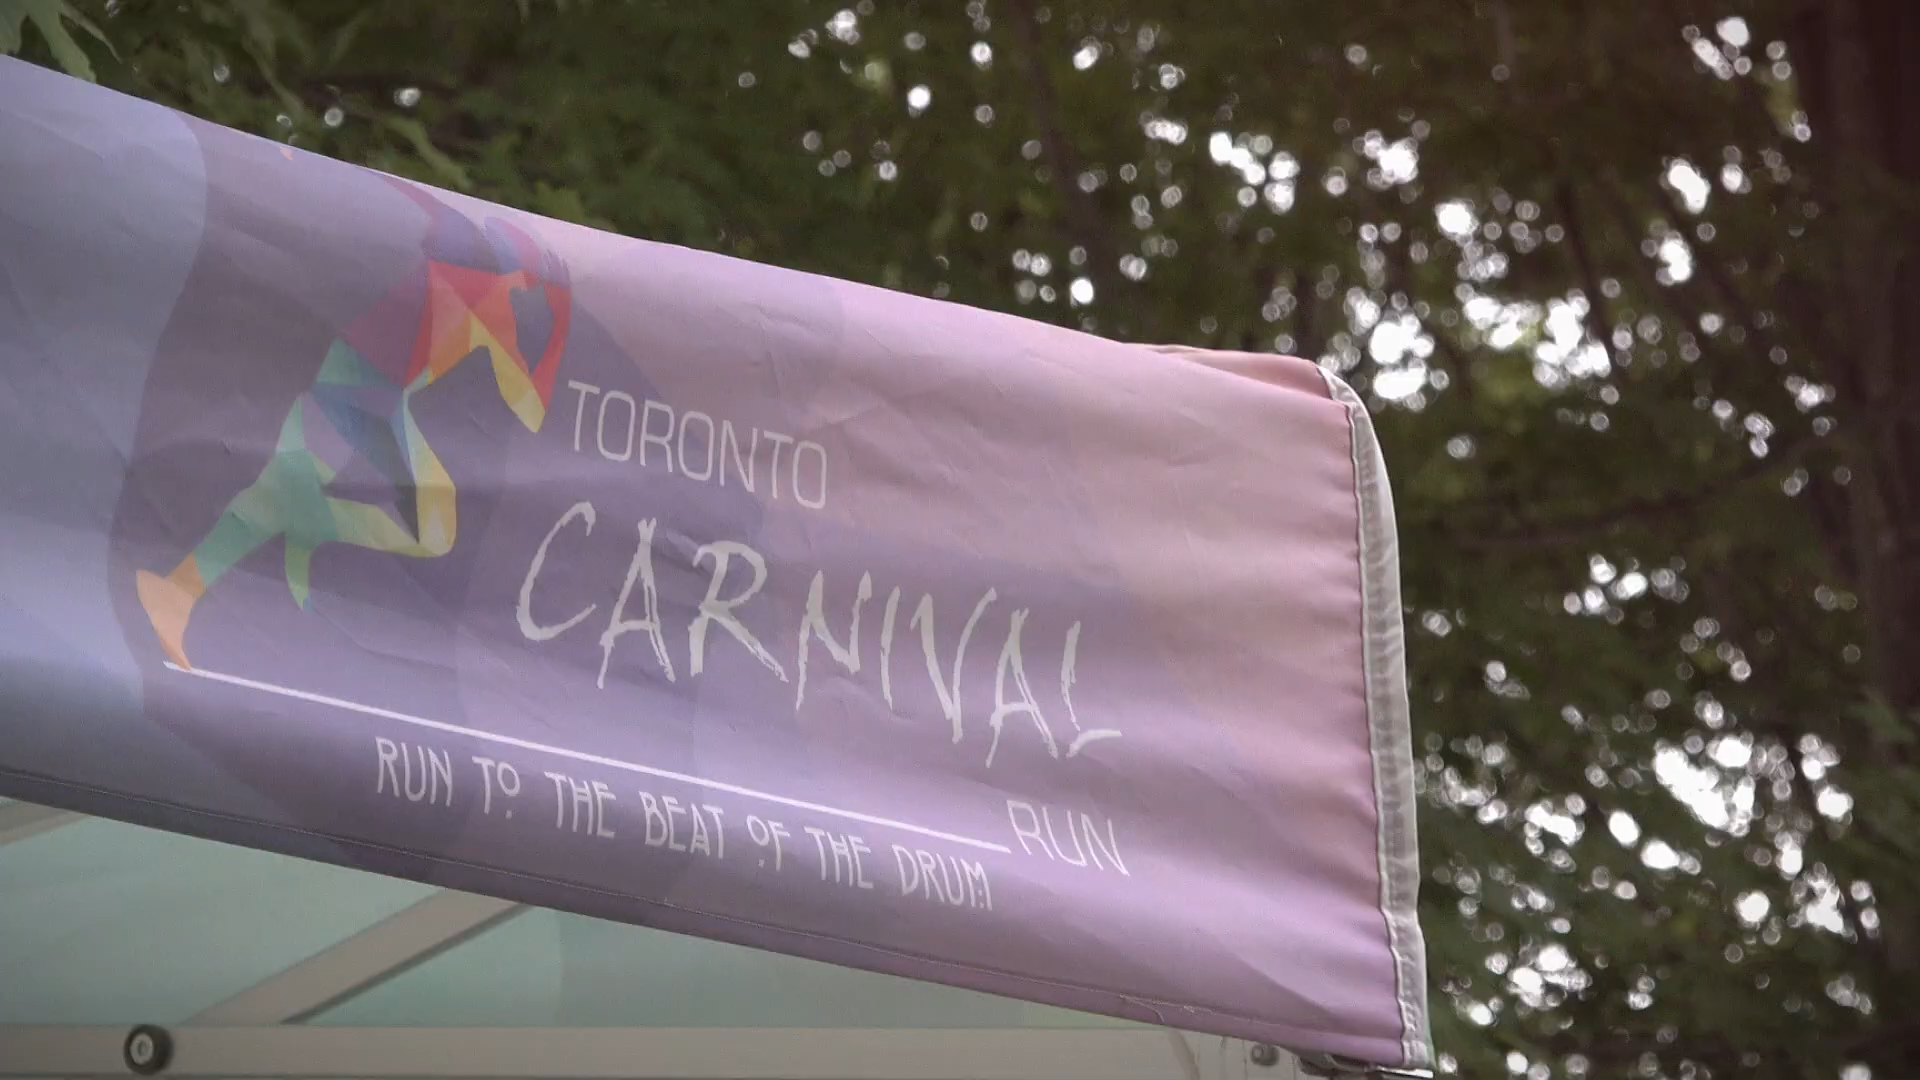 TORONTO
CARNIVAL
RUN
RUN TO THE BEAT OF THE DRUM